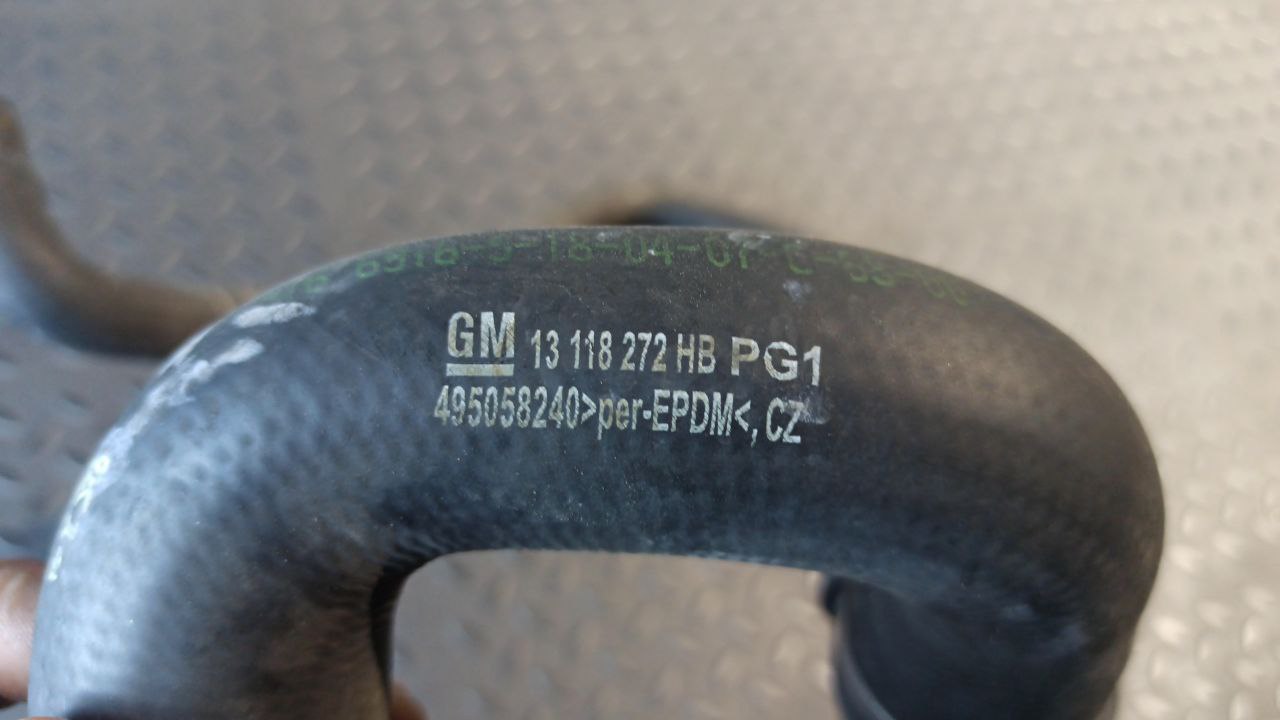 GM 13 118 272 HB PG1
495058240>per-EPDM<, CZ